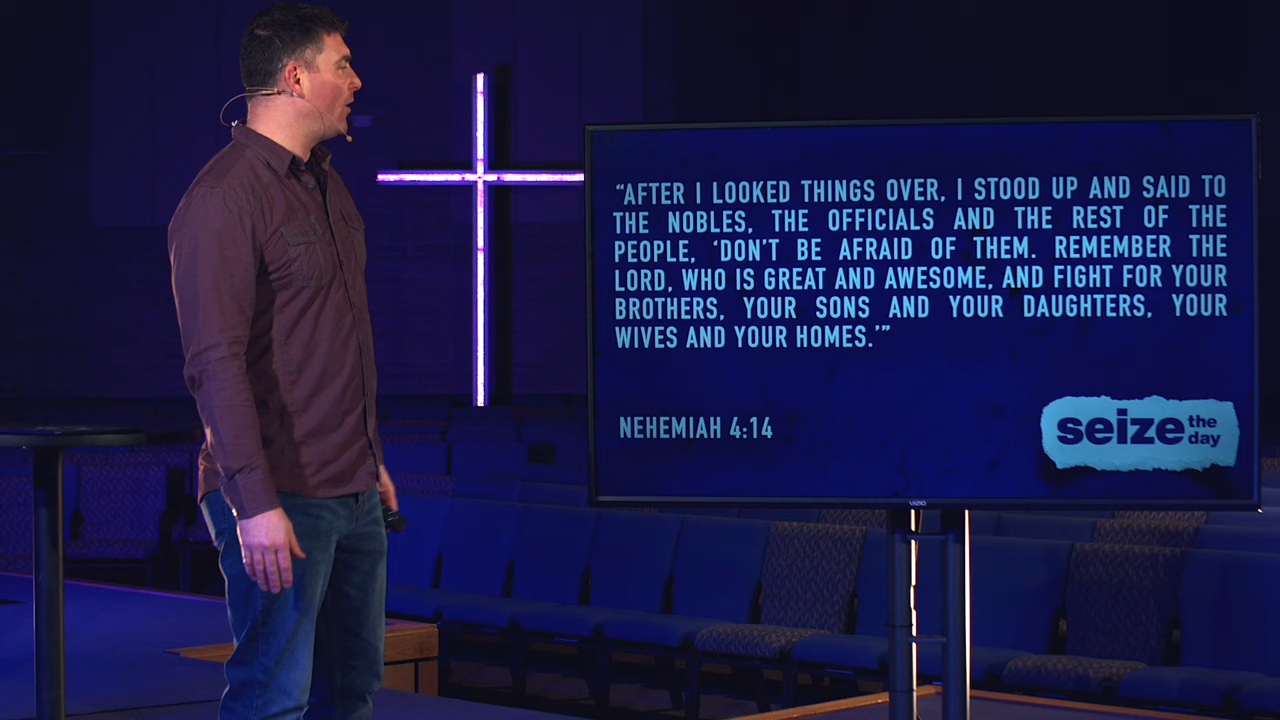 “AFTER I LOOKED THINGS OVER, I STOOD UP AND SAID TO
THE NOBLES, THE OFFICIALS AND THE REST OF THE
PEOPLE, ‘DON’T BE AFRAID OF THEM. REMEMBER THE
LORD, WHO IS GREAT AND AWESOME, AND FIGHT FOR YOUR
BROTHERS, YOUR SONS AND YOUR DAUGHTERS, YOUR
WIVES AND YOUR HOMES.’”
NEHEMIAH 4:14
seize the
day
VIZIO